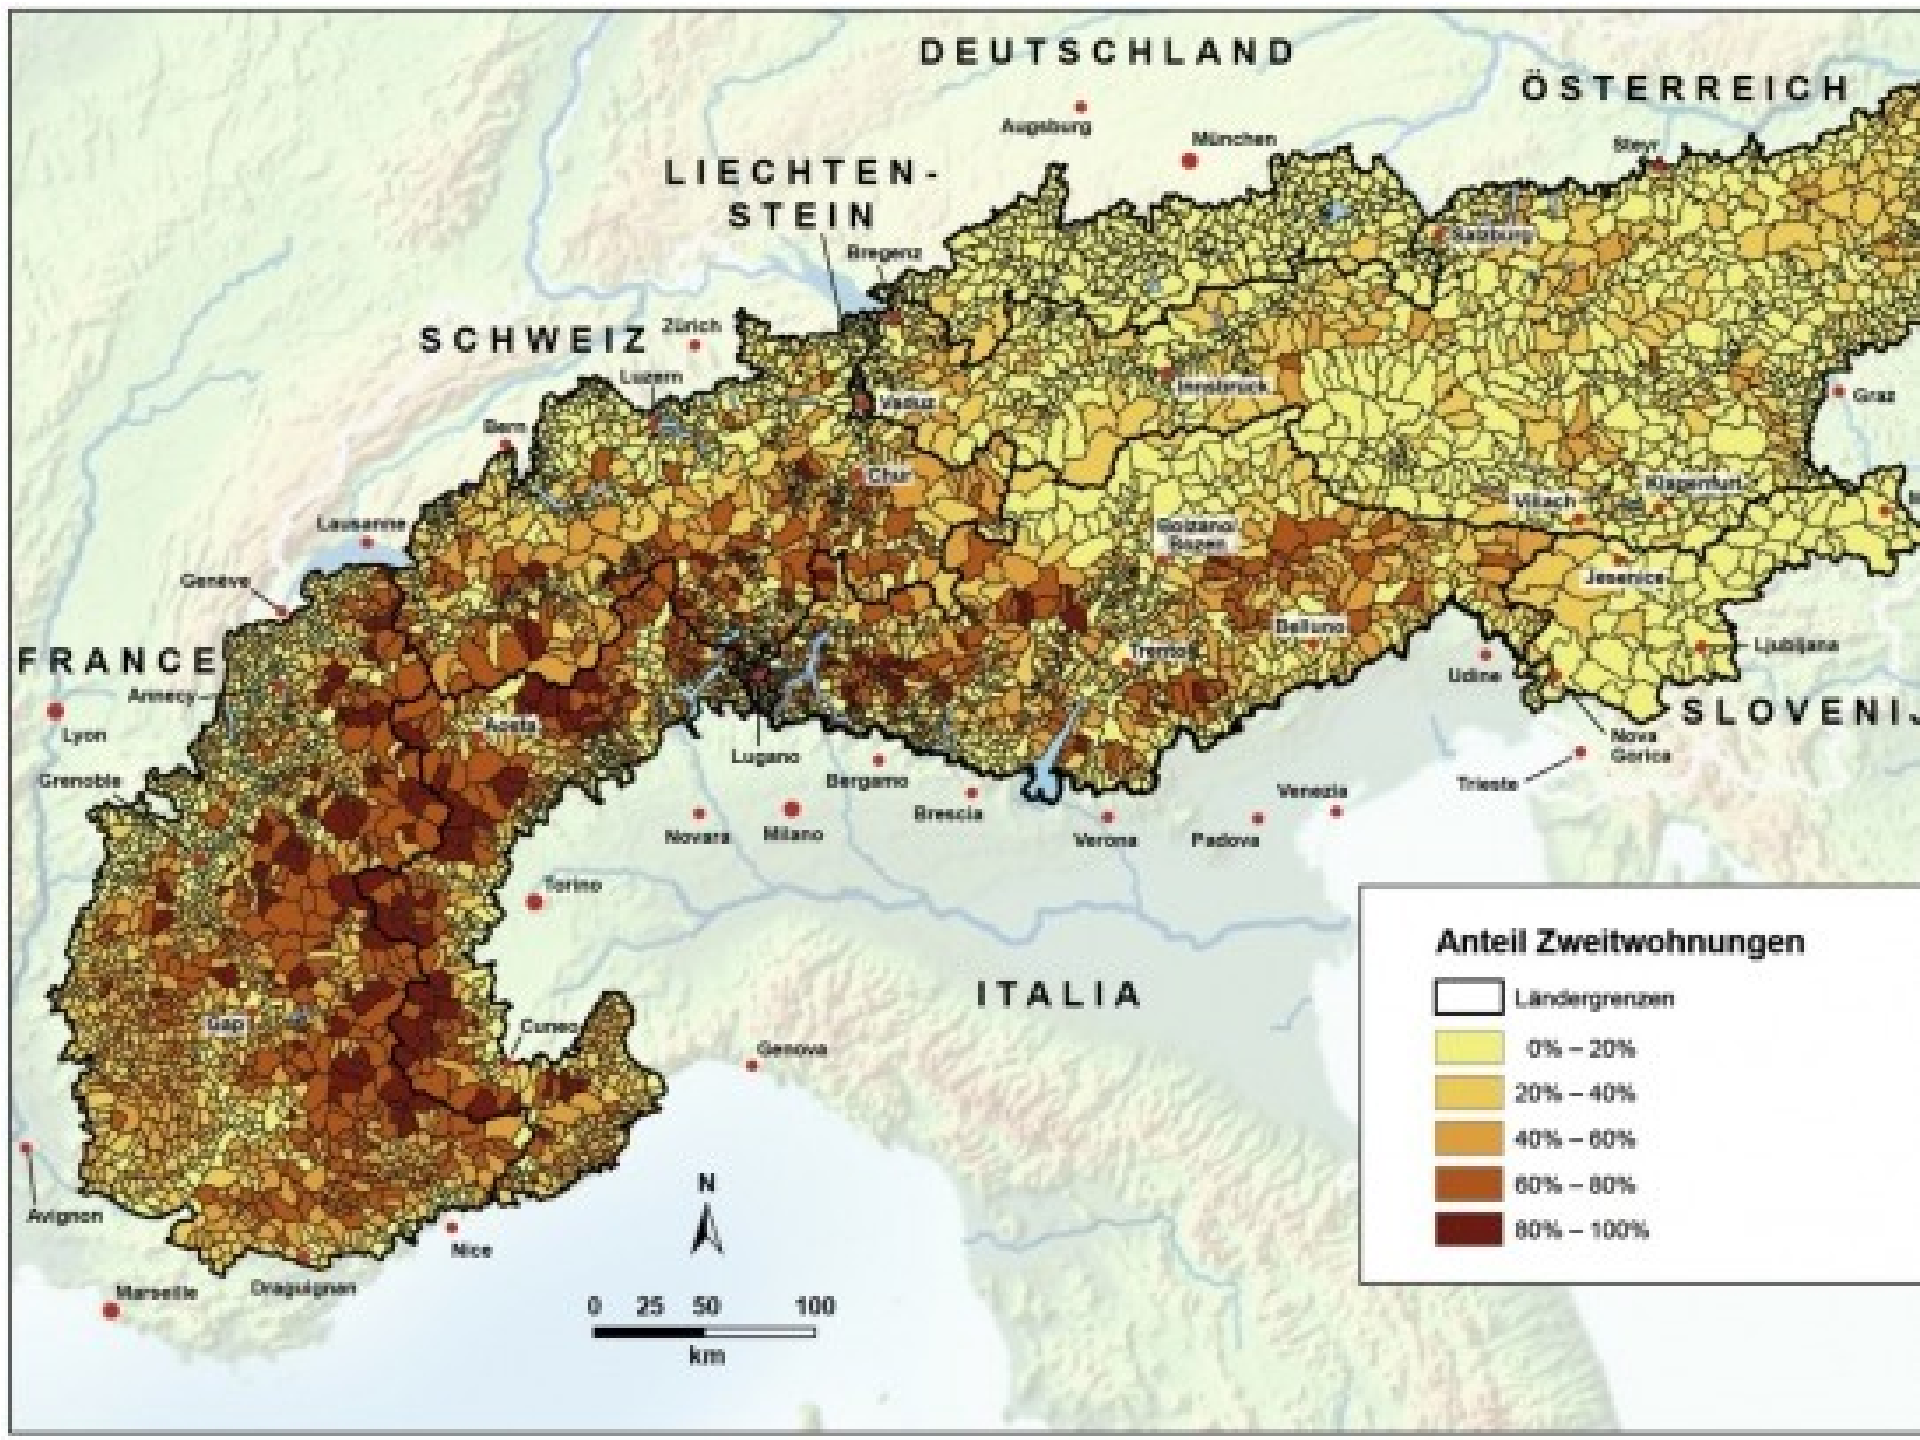 DEUTSCHLAND
ÖSTERREICH
Augsburg
München
Steyr
LIECHTEN-
STEIN
Bregenz
Salzburg
SCHWEIZ
Zürich
Luzern
Innsbruck
Vaduz
Graz
Bern
Chur
Klagenfurt
Villach
Lausanne
Bolzano
Bozen
Genève
Jesenice
Belluno
FRANCE
Trento
Ljubljana
Annecy
Udine
Aosta
SLOVENIJ
Lyon
Nova
Gorica
Lugano
Grenoble
Bergamo
Trieste
Venezia
Brescia
Novara
Milano
Verona
Padova
Torino
Anteil Zweitwohnungen
ITALIA
Ländergrenzen
Gap
Cuneo
Genova
0% – 20%
20% – 40%
40% – 60%
60% – 80%
80% – 100%
N
Avignon
Nice
Marseille
Draguignan
0 25 50 100
km